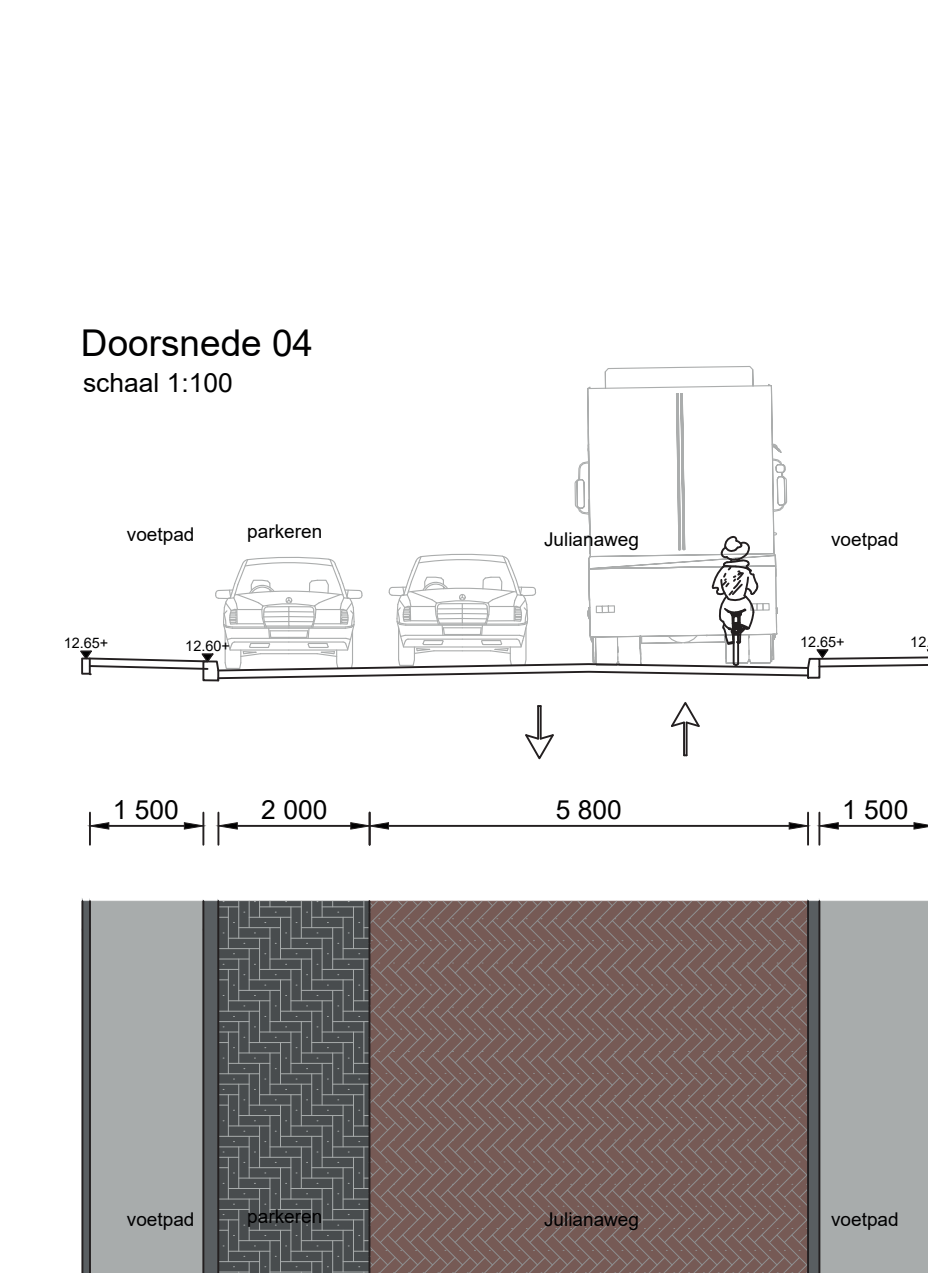 Doorsnede 04
schaal 1:100
voetpad
parkeren
Julianaweg
voetpad
12.65+
12.60+
12.65+
12.
1 500
2 000
5 800
1 500
voetpad
parkeren
Julianaweg
voetpad